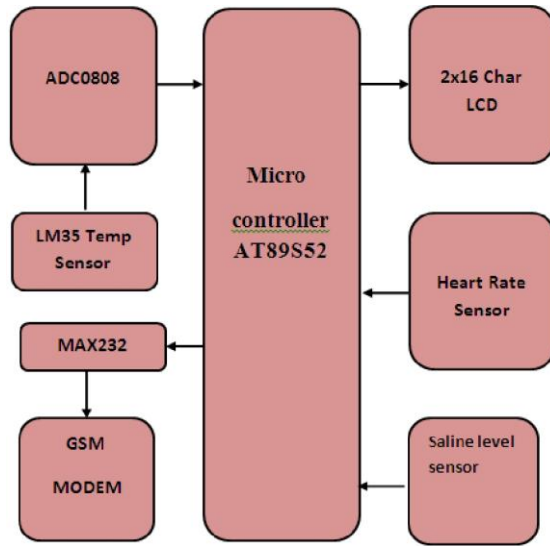 ADC0808
LM35 Temp
Sensor
MAX232
GSM
MODEM
Micro
controller
AT89S52
2x16 Char
LCD
Heart Rate
Sensor
Saline level
sensor